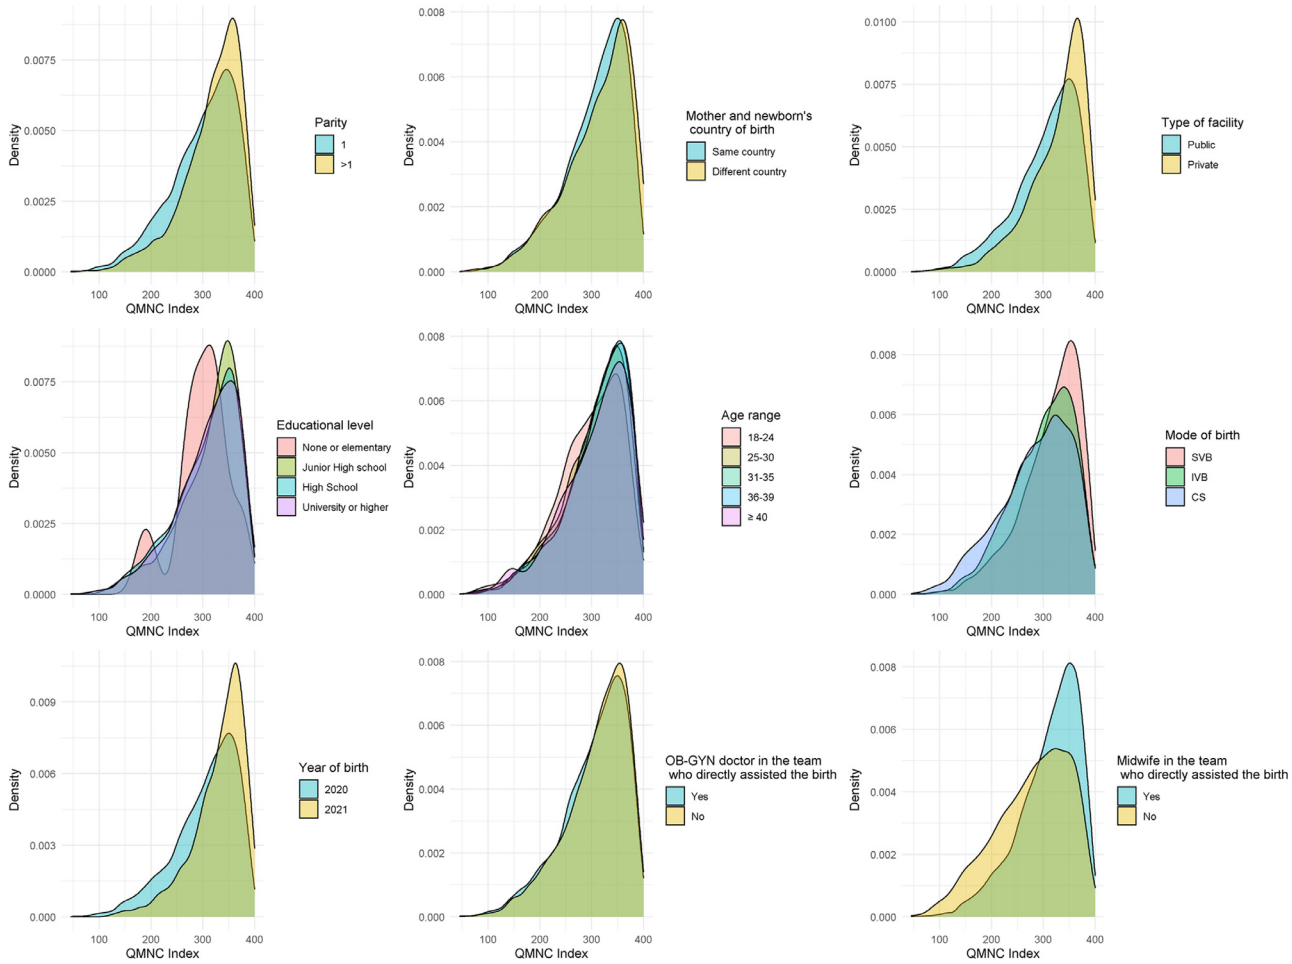 0.0075
0.0050
0.0025
0.0000
Density
100 200 300 400
QMNC Index
Parity
1
>1
0.008
0.006
0.004
0.002
0.000
Density
100 200 300 400
QMNC Index
Mother and newborn's
country of birth
Same country
Different country
0.0100
0.0075
0.0050
0.0025
0.0000
Density
100 200 300 400
QMNC Index
Type of facility
Public
Private
0.0075
0.0050
0.0025
0.0000
Density
100 200 300 400
QMNC Index
Educational level
None or elementary
Junior High school
High School
University or higher
0.008
0.006
0.004
0.002
0.000
Density
100 200 300 400
QMNC Index
Age range
18-24
25-30
31-35
36-39
≥ 40
0.008
0.006
0.004
0.002
0.000
Density
100 200 300 400
QMNC Index
Mode of birth
SVB
IVB
CS
0.009
0.006
0.003
0.000
Density
100 200 300 400
QMNC Index
Year of birth
2020
2021
0.008
0.006
0.004
0.002
0.000
Density
100 200 300 400
QMNC Index
OB-GYN doctor in the team
who directly assisted the birth
Yes
No
0.008
0.006
0.004
0.002
0.000
Density
100 200 300 400
QMNC Index
Midwife in the team
who directly assisted the birth
Yes
No